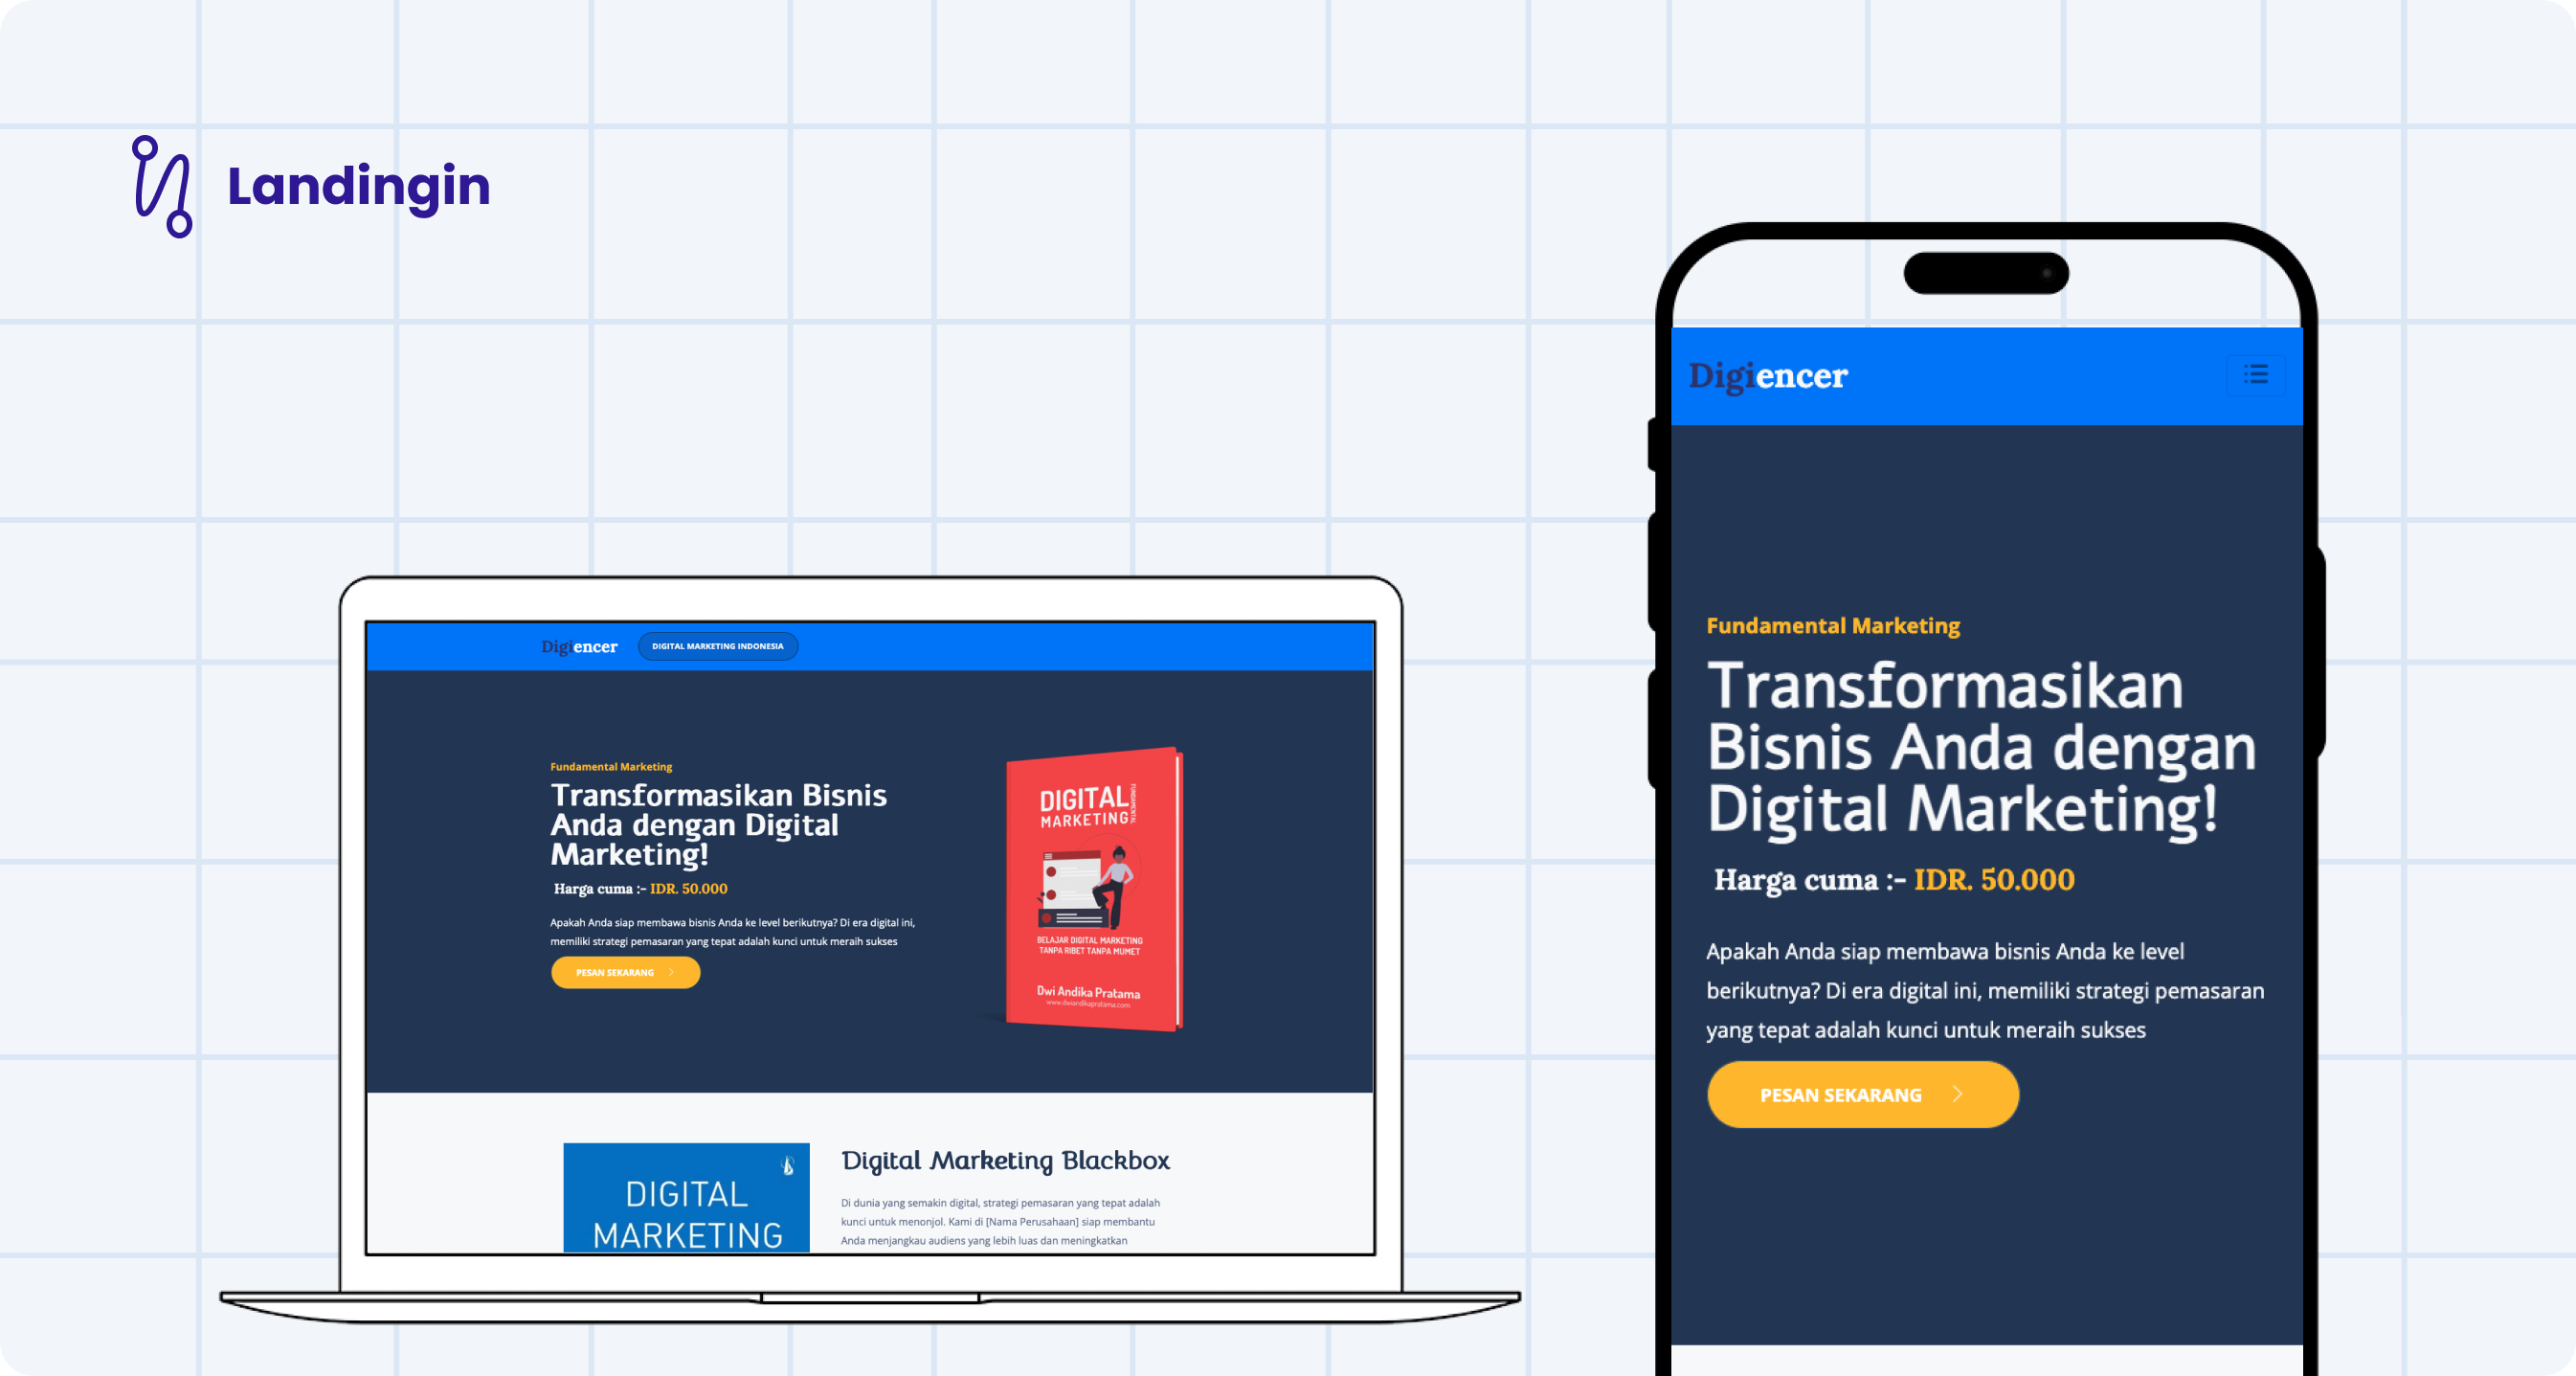 Landingin
Digiencer
DIGITAL MARKETING INDONESIA
Fundamental Marketing
Transformasikan Bisnis
Anda dengan Digital
Marketing!
Harga cuma :- IDR. 50.000
Apakah Anda siap membawa bisnis Anda ke level berikutnya? Di era digital ini,
memiliki strategi pemasaran yang tepat adalah kunci untuk meraih sukses
PESAN SEKARANG
DIGITAL
MARKETING
FUNDAMENTAL
BELAJAR DIGITAL MARKETING
TANPA RIBET TANPA MUMET
Dwi Andika Pratama
www.dwiandikapratama.com
DIGITAL
MARKETING
Digital Marketing Blackbox
Di dunia yang semakin digital, strategi pemasaran yang tepat adalah
kunci untuk menonjol. Kami di [Nama Perusahaan] siap membantu
Anda menjangkau audiens yang lebih luas dan meningkatkan
Digiencer
Fundamental Marketing
Transformasikan
Bisnis Anda dengan
Digital Marketing!
Harga cuma :- IDR. 50.000
Apakah Anda siap membawa bisnis Anda ke level
berikutnya? Di era digital ini, memiliki strategi pemasaran
yang tepat adalah kunci untuk meraih sukses
PESAN SEKARANG